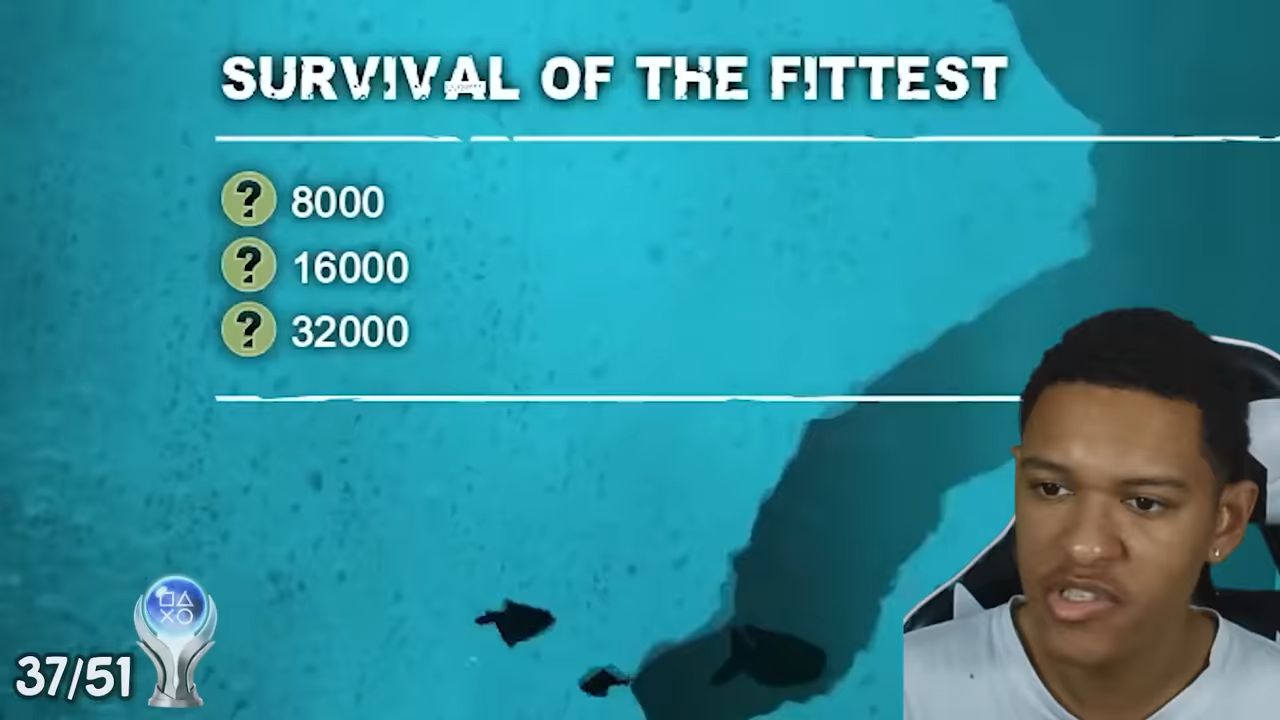 SURVIVAL OF THE FITTEST
? 8000
? 16000
? 32000
37/51